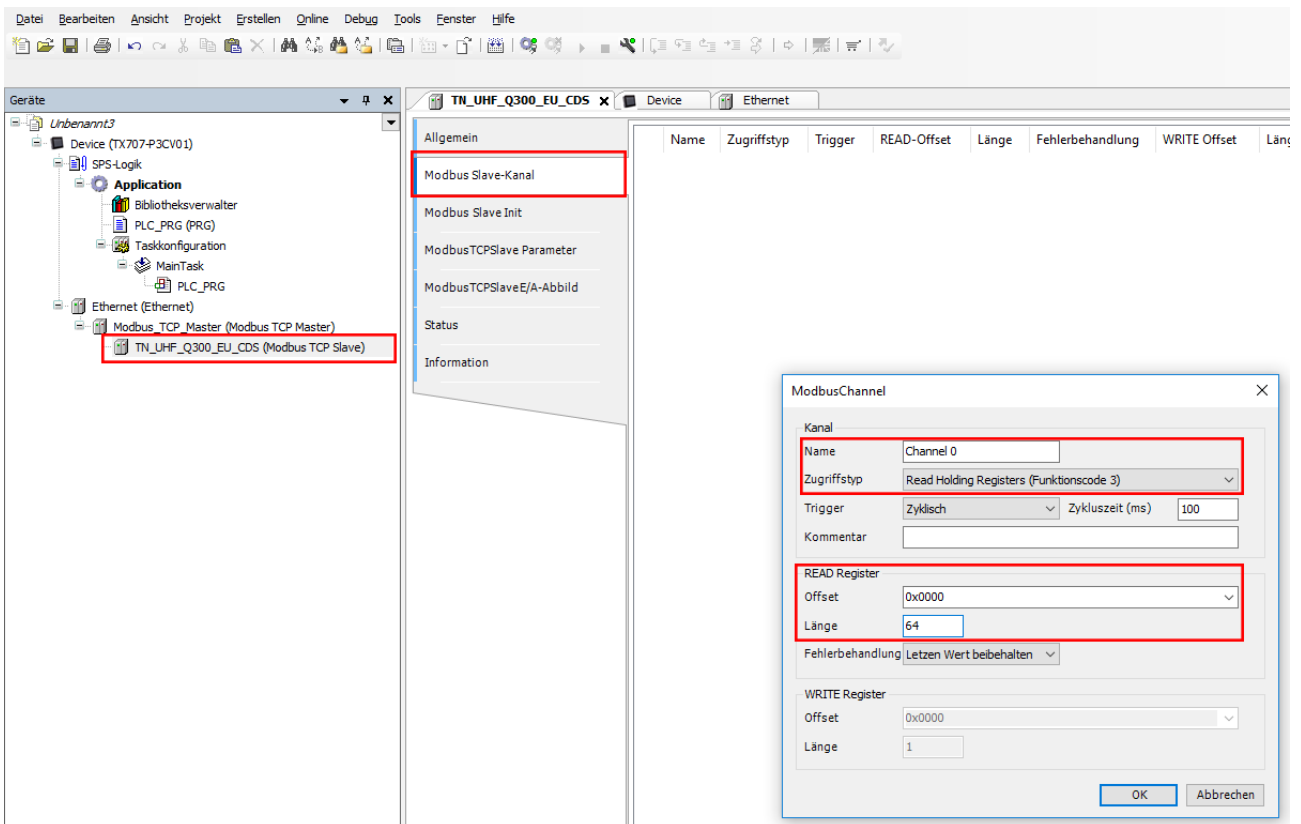 Datei Bearbeiten Ansicht Projekt Erstellen Online Debug Tools Fenster Hilfe
Geräte
Unbenannt3
Device (TX707-P3CV01)
SPS-Logik
Application
Bibliotheksverwalter
PLC_PRG (PRG)
Taskkonfiguration
MainTask
PLC_PRG
Ethernet (Ethernet)
Modbus_TCP_Master (Modbus TCP Master)
TN_UHF_Q300_EU_CDS (Modbus TCP Slave)
TN_UHF_Q300_EU_CDS Device Ethernet
Allgemein
Modbus Slave-Kanal
Modbus Slave Init
ModbusTCPSlave Parameter
ModbusTCPSlaveE/A-Abbild
Status
Information
Name Zugriffstyp Trigger READ-Offset Länge Fehlerbehandlung WRITE Offset Läng
ModbusChannel
Kanal
Name Channel 0
Zugriffstyp Read Holding Registers (Funktionscode 3)
Trigger Zyklisch Zykluszeit (ms) 100
Kommentar
READ Register
Offset 0x0000
Länge 64
Fehlerbehandlung Letzen Wert beibehalten
WRITE Register
Offset 0x0000
Länge 1
OK Abbrechen